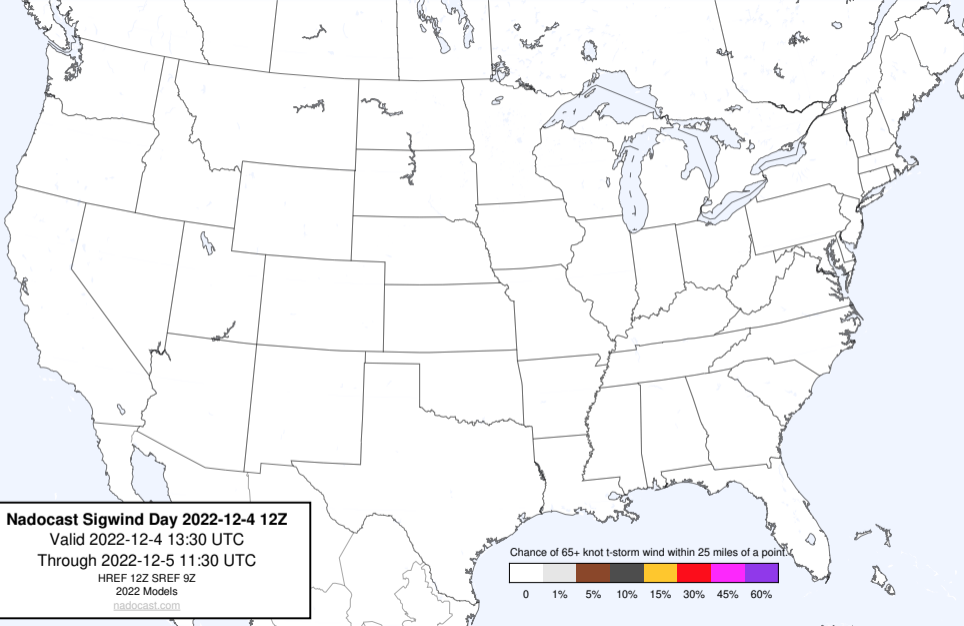 Nadocast Sigwind Day 2022-12-4 12Z
Valid 2022-12-4 13:30 UTC
Through 2022-12-5 11:30 UTC
HREF 12Z SREF 9Z
2022 Models
nadocast.com
Chance of 65+ knot t-storm wind within 25 miles of a point.
0 1% 5% 10% 15% 30% 45% 60%